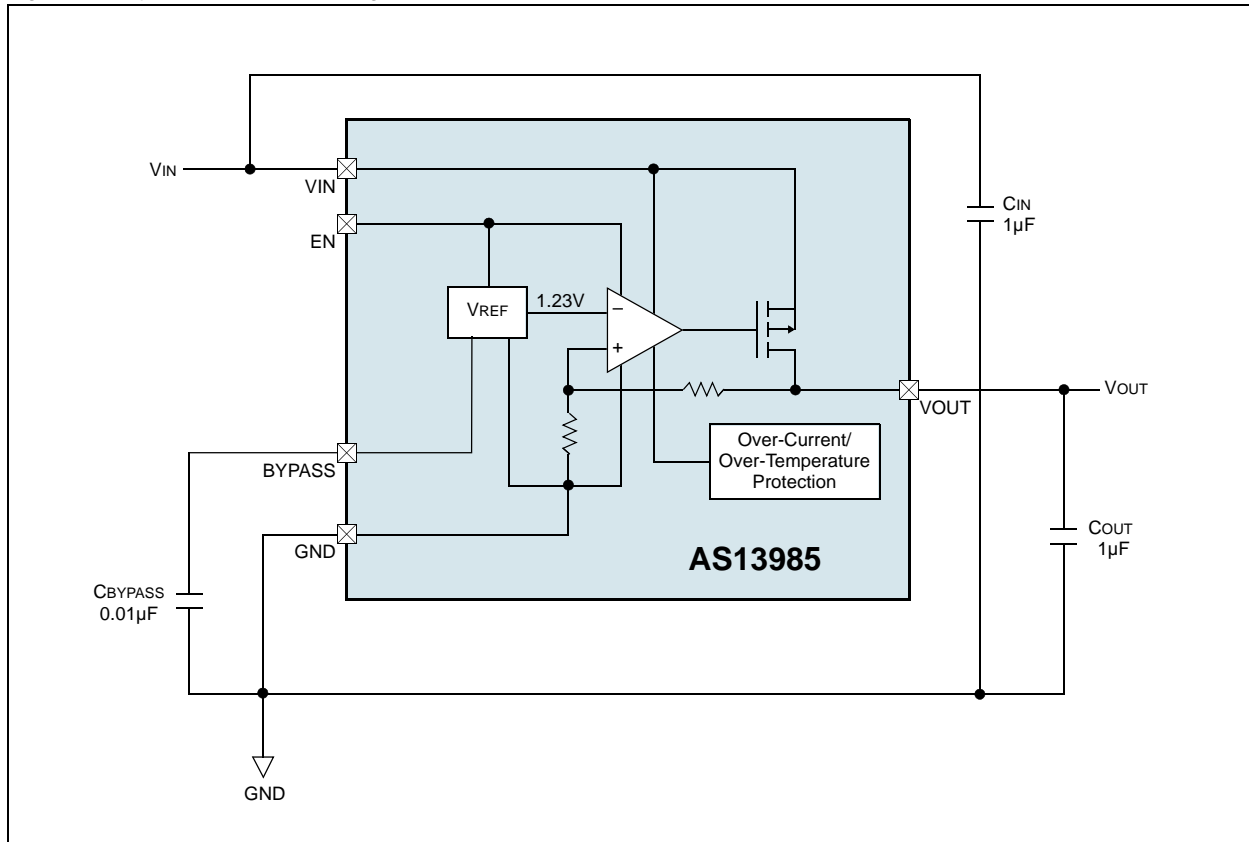 VIN
VIN
EN
VREF
1.23V
−
+
CIN
1µF
VOUT
VOUT
Over-Current/
Over-Temperature
Protection
BYPASS
GND
AS13985
COUT
1µF
CBYPASS
0.01µF
GND